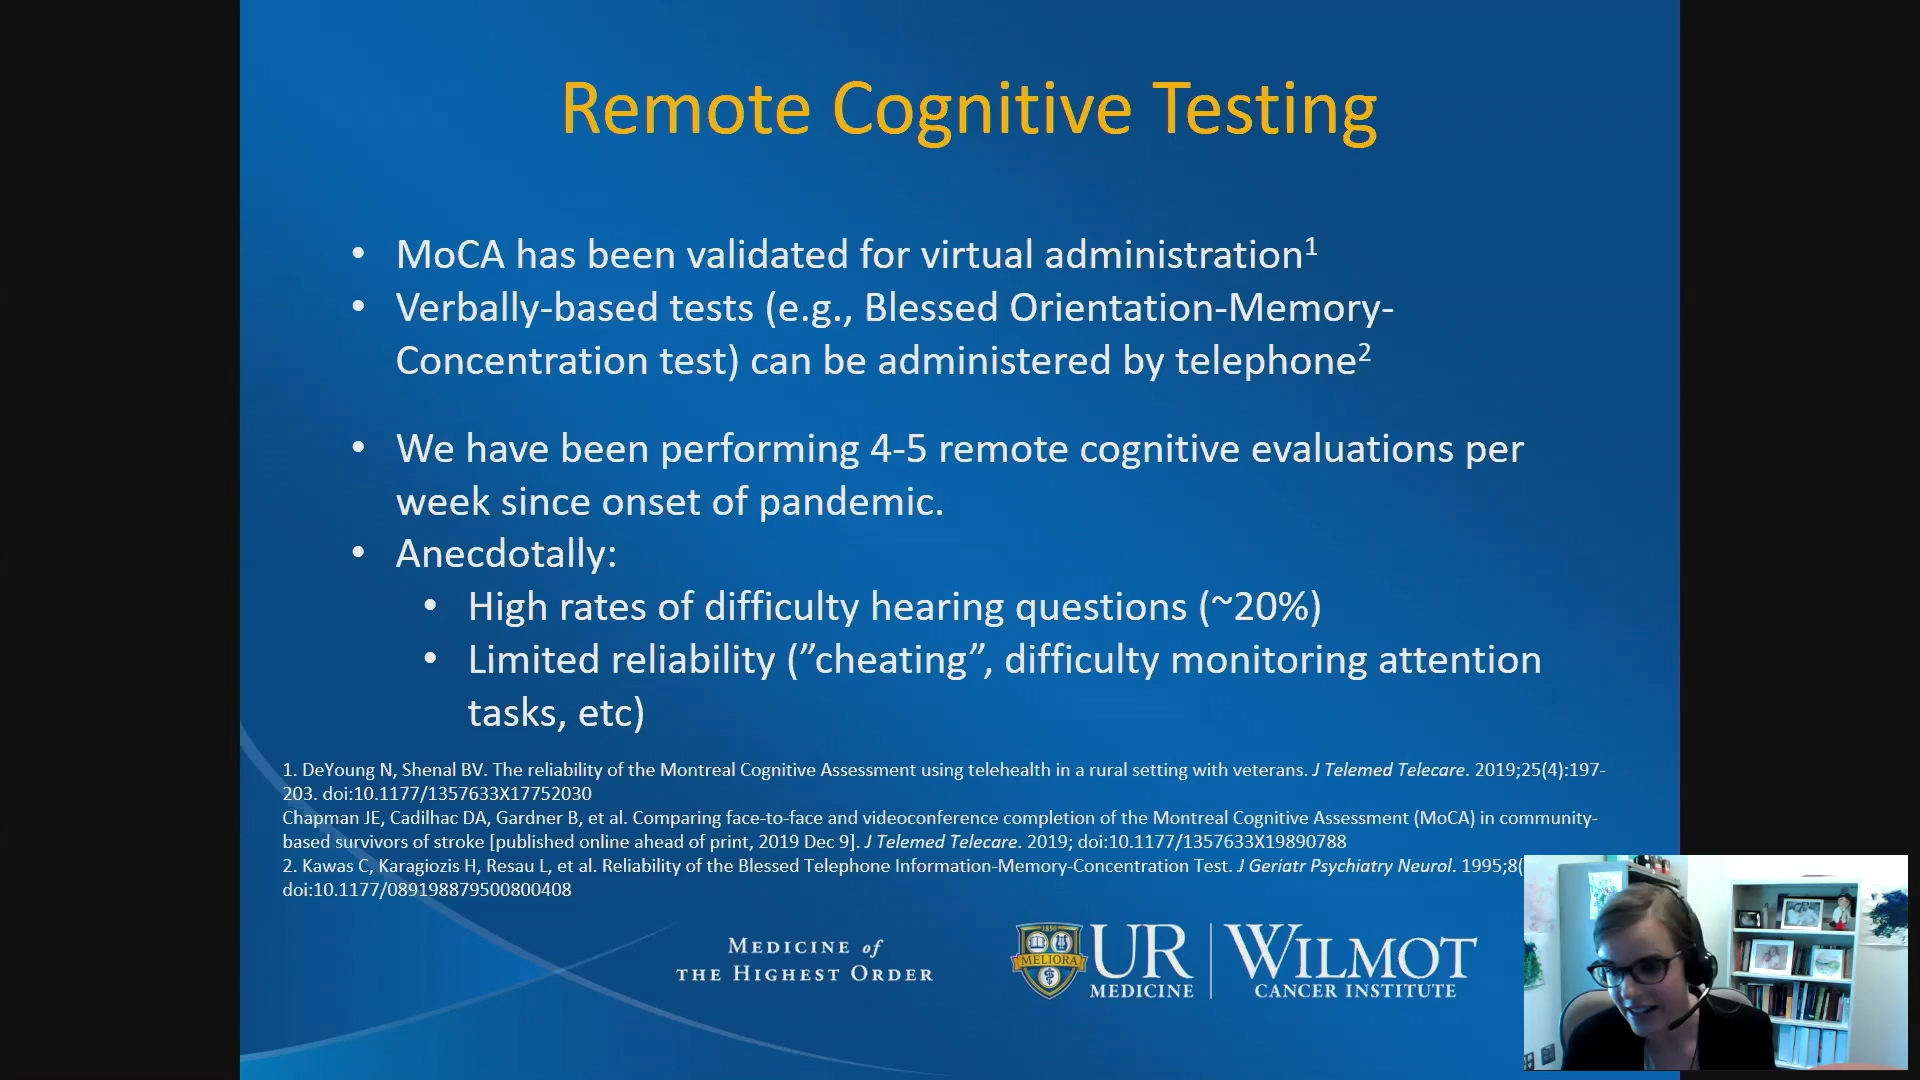 Remote Cognitive Testing
• MoCA has been validated for virtual administration1
• Verbally-based tests (e.g., Blessed Orientation-Memory-
Concentration test) can be administered by telephone2
• We have been performing 4-5 remote cognitive evaluations per
week since onset of pandemic.
• Anecdotally:
• High rates of difficulty hearing questions (~20%)
• Limited reliability (”cheating”, difficulty monitoring attention
tasks, etc)
1. DeYoung N, Shenal BV. The reliability of the Montreal Cognitive Assessment using telehealth in a rural setting with veterans. J Telemed Telecare. 2019;25(4):197-
203. doi:10.1177/1357633X17752030
Chapman JE, Cadilhac DA, Gardner B, et al. Comparing face-to-face and videoconference completion of the Montreal Cognitive Assessment (MoCA) in community-
based survivors of stroke [published online ahead of print, 2019 Dec 9]. J Telemed Telecare. 2019; doi:10.1177/1357633X19890788
2. Kawas C, Karagiozis H, Resau L, et al. Reliability of the Blessed Telephone Information-Memory-Concentration Test. J Geriatr Psychiatry Neurol. 1995;8(
doi:10.1177/089198879500800408
MEDICINE of
THE HIGHEST ORDER
1850
MELIORA
UR
MEDICINE
WILMOT
CANCER INSTITUTE